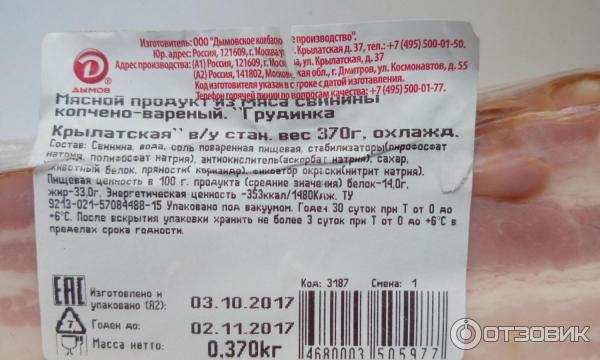 ДЫМОВ
Изготовитель: ООО "Дымовское колбасное производство".
Юр. адрес: Россия, 121609, г. Москва, ул. Крылатская д. 37, тел.: +7 (495) 500-01-50.
Адрес производства: (А1) Россия, 121609, г. Москва, ул. Крылатская, д. 37
(А2) Россия, 141802, Московская обл., г. Дмитров, ул. Космонавтов, д. 55
Код изготовителя указан в строке с датой изготовления.
Телефон горячей линии по вопросам качества: +7 (495) 500-01-77.
Мясной продукт из мяса свинины
копчено-вареный. "Грудинка
Крылатская" в/у стан. вес 370г. охлажд.
Состав: Свинина, вода, соль поваренная пищевая, стабилизаторы(пирофосфат
натрия, полифосфат натрия), антиокислитель(аскорбат натрия), сахар,
животный белок, пряности( кориандр), фиксатор окраски(нитрит натрия).
Пищевая ценность в 100 г. продукта (средние значения) белок-14,0г,
жир-33,0г. Энергетическая ценность -353ккал/1480Кдж. ТУ
9213-021-57084488-15 Упаковано под вакуумом. Годен 30 суток при Т от 0 до
+6°С. После вскрытия упаковки хранить не более 3 суток при Т от 0 до +6°С в
пределах срока годности.
Код: 3187 Смена: 1
EAC
Изготовлено и упаковано (А2): 03.10.2017
7
Годен до: 02.11.2017
Масса нетто: 0,370кг
4680003 505977
ОТЗОВИК